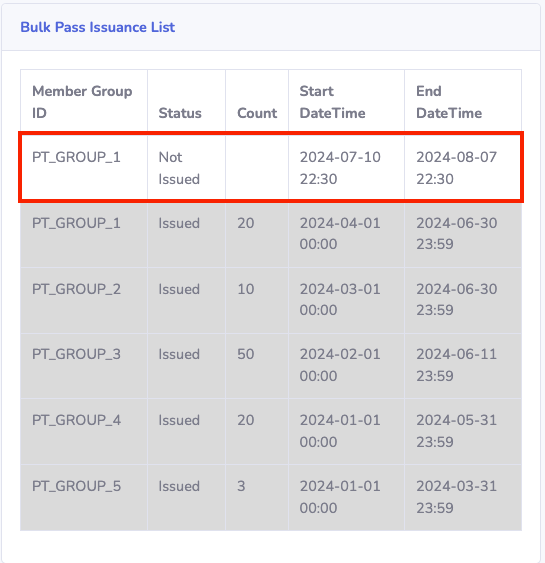 Bulk Pass Issuance List
Member Group ID Status Count Start DateTime End DateTime
PT_GROUP_1 Not Issued 2024-07-10 22:30 2024-08-07 22:30
PT_GROUP_1 Issued 20 2024-04-01 00:00 2024-06-30 23:59
PT_GROUP_2 Issued 10 2024-03-01 00:00 2024-06-30 23:59
PT_GROUP_3 Issued 50 2024-02-01 00:00 2024-06-11 23:59
PT_GROUP_4 Issued 20 2024-01-01 00:00 2024-05-31 23:59
PT_GROUP_5 Issued 3 2024-01-01 00:00 2024-03-31 23:59